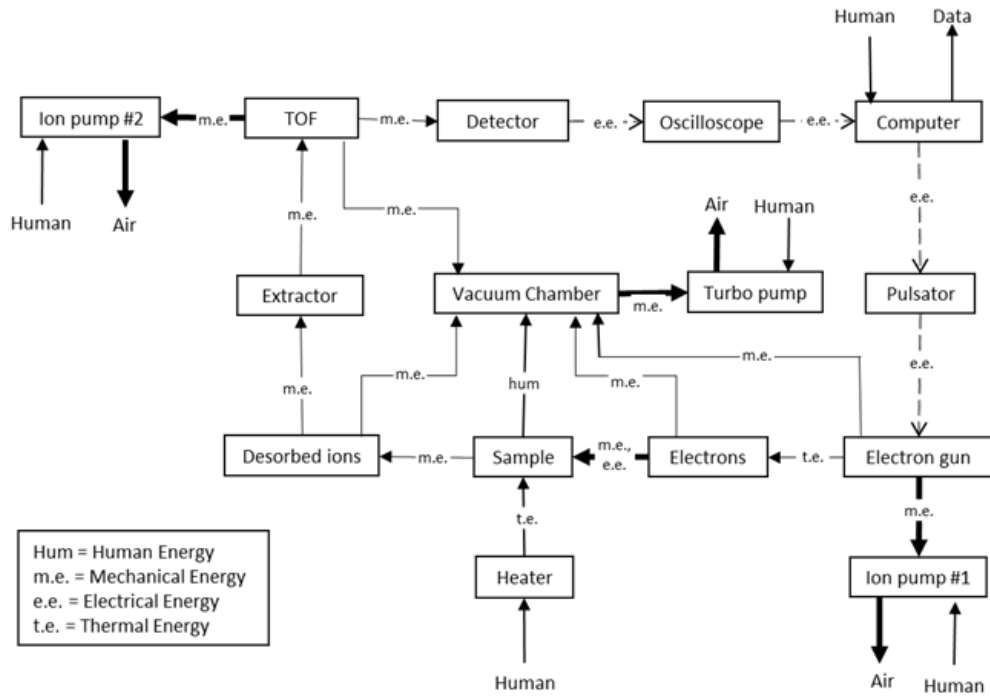 Human
Data
Ion pump #2
m.e.
TOF
m.e.
Detector
e.e.
Oscilloscope
e.e.
Computer
Human
Air
m.e.
m.e.
Air
Human
e.e.
Extractor
Vacuum Chamber
m.e.
Turbo pump
Pulsator
m.e.
m.e.
hum
m.e.
m.e.
e.e.
Desorbed ions
m.e.
Sample
m.e.,
e.e.
Electrons
t.e.
Electron gun
t.e.
m.e.
Hum = Human Energy
m.e. = Mechanical Energy
e.e. = Electrical Energy
t.e. = Thermal Energy
Heater
Ion pump #1
Human
Air
Human